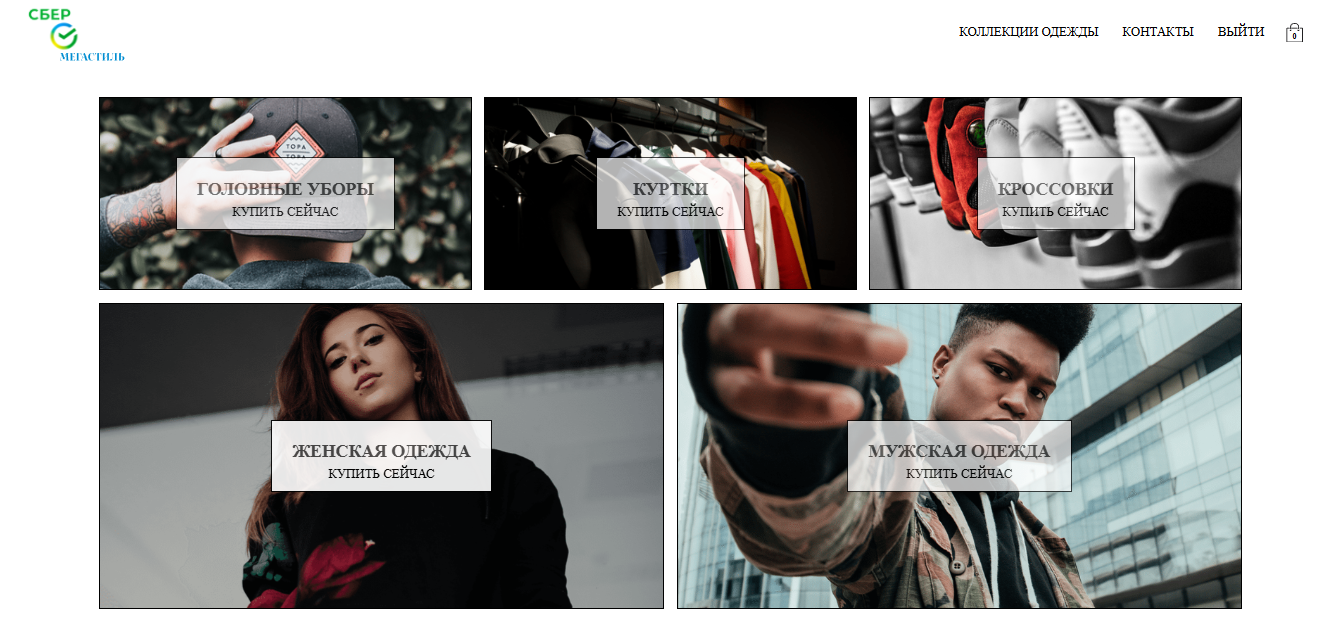 СБЕР
МЕГАСТИЛЬ
КОЛЛЕКЦИИ ОДЕЖДЫ
КОНТАКТЫ
ВЫЙТИ
0
TOPA
TOPA
ГОЛОВНЫЕ УБОРЫ
КУПИТЬ СЕЙЧАС
КУРТКИ
КУПИТЬ СЕЙЧАС
КРОССОВКИ
КУПИТЬ СЕЙЧАС
ЖЕНСКАЯ ОДЕЖДА
КУПИТЬ СЕЙЧАС
МУЖСКАЯ ОДЕЖДА
КУПИТЬ СЕЙЧАС